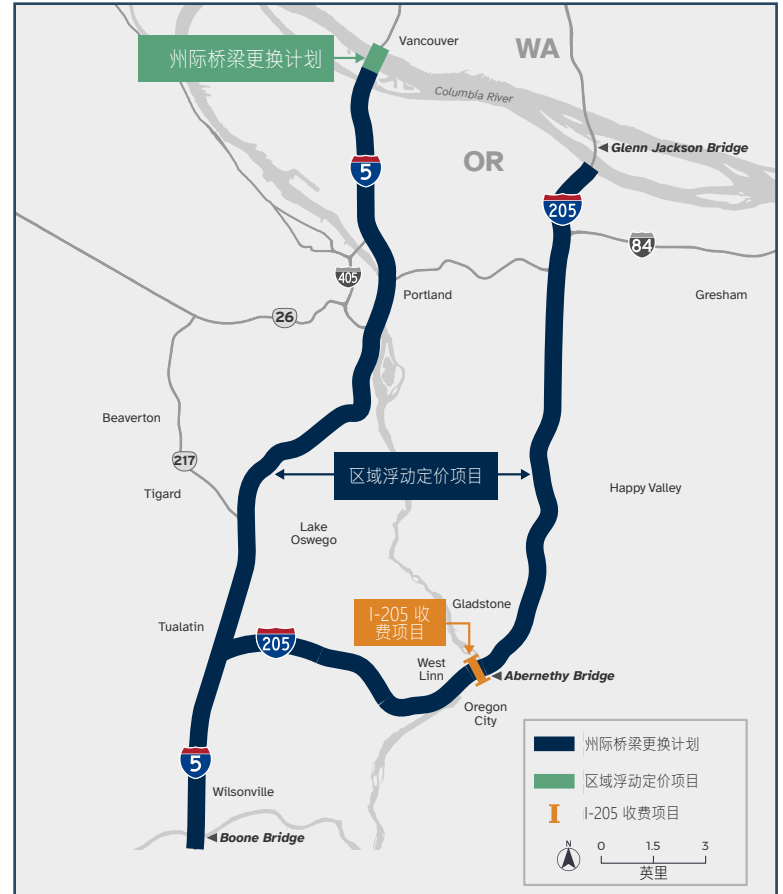 Vancouver
WA
州际桥梁更换计划
Columbia River
Glenn Jackson Bridge
OR
5
205
84
405
Portland
Gresham
26
Beaverton
217
区域浮动定价项目
Tigard
Happy Valley
Lake
Oswego
I-205 收
费项目
Gladstone
Tualatin
205
West
Linn
Abernethy Bridge
Oregon
City
5
Wilsonville
Boone Bridge
州际桥梁更换计划
区域浮动定价项目
I-205 收费项目
N
0 1.5 3
英里